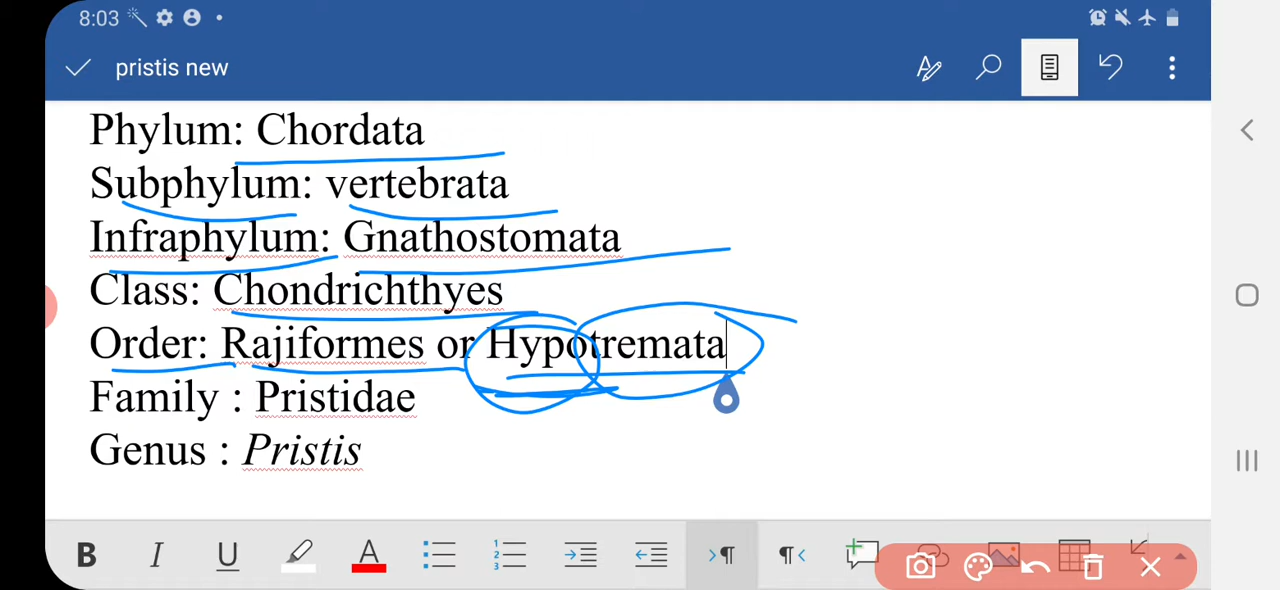 8:03
pristis new
Phylum: Chordata
Subphylum: vertebrata
Infraphylum: Gnathostomata
Class: Chondrichthyes
Order: Rajiformes or Hypotremata
Family : Pristidae
Genus : Pristis
B I U A